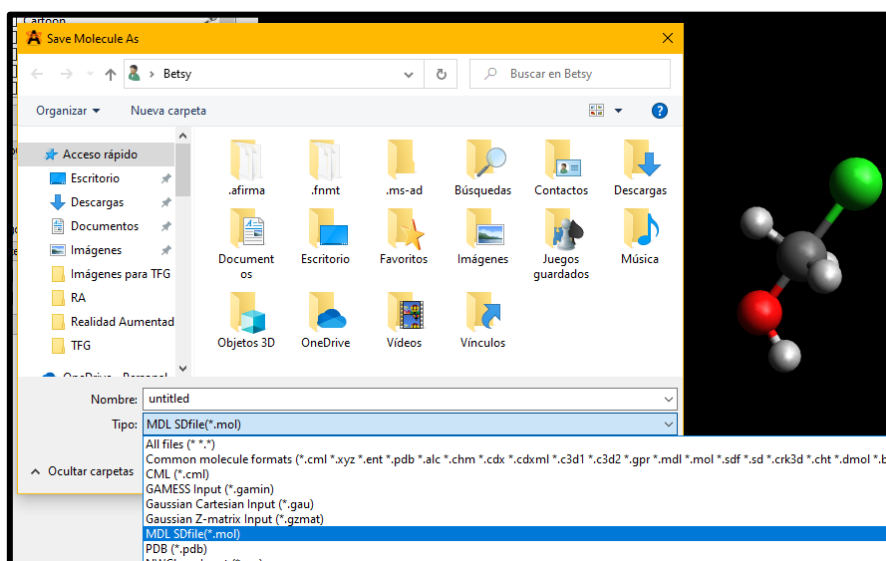 Cartoon
Save Molecule As
Betsy
Buscar en Betsy
Organizar
Nueva carpeta
?
Acceso rápido
Escritorio
Descargas
Documentos
Imágenes
Imágenes para TFG
RA
Realidad Aumentad
TFG
OneDrive - Personal
.afirma
.fnmt
.ms-ad
Búsquedas
Contactos
Descargas
Document
os
Escritorio
Favoritos
Imágenes
Juegos
guardados
Música
Objetos 3D
OneDrive
Vídeos
Vínculos
Nombre: untitled
Tipo: MDL SDfile(*.mol)
Ocultar carpetas
All files (* *.*)
Common molecule formats (*.cml *.xyz *.ent *.pdb *.alc *.chm *.cdx *.cdxml *.c3d1 *.c3d2 *.gpr *.mdl *.mol *.sdf *.sd *.crk3d *.cht *.dmol *.b
CML (*.cml)
GAMESS Input (*.gamin)
Gaussian Cartesian Input (*.gau)
Gaussian Z-matrix Input (*.gzmat)
MDL SDfile(*.mol)
PDB (*.pdb)